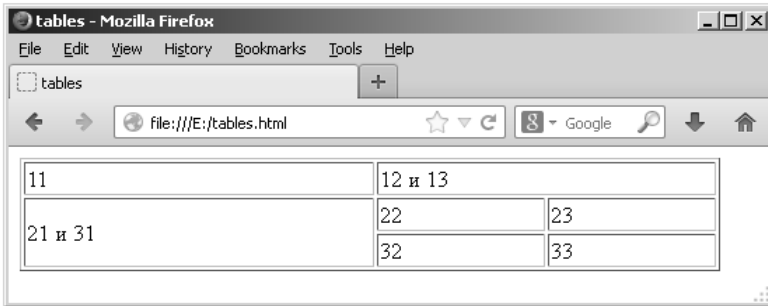 tables - Mozilla Firefox
File Edit View History Bookmarks Tools Help
tables
file:///E:/tables.html 8 Google
11 12 и 13
21 и 31 22 23
32 33